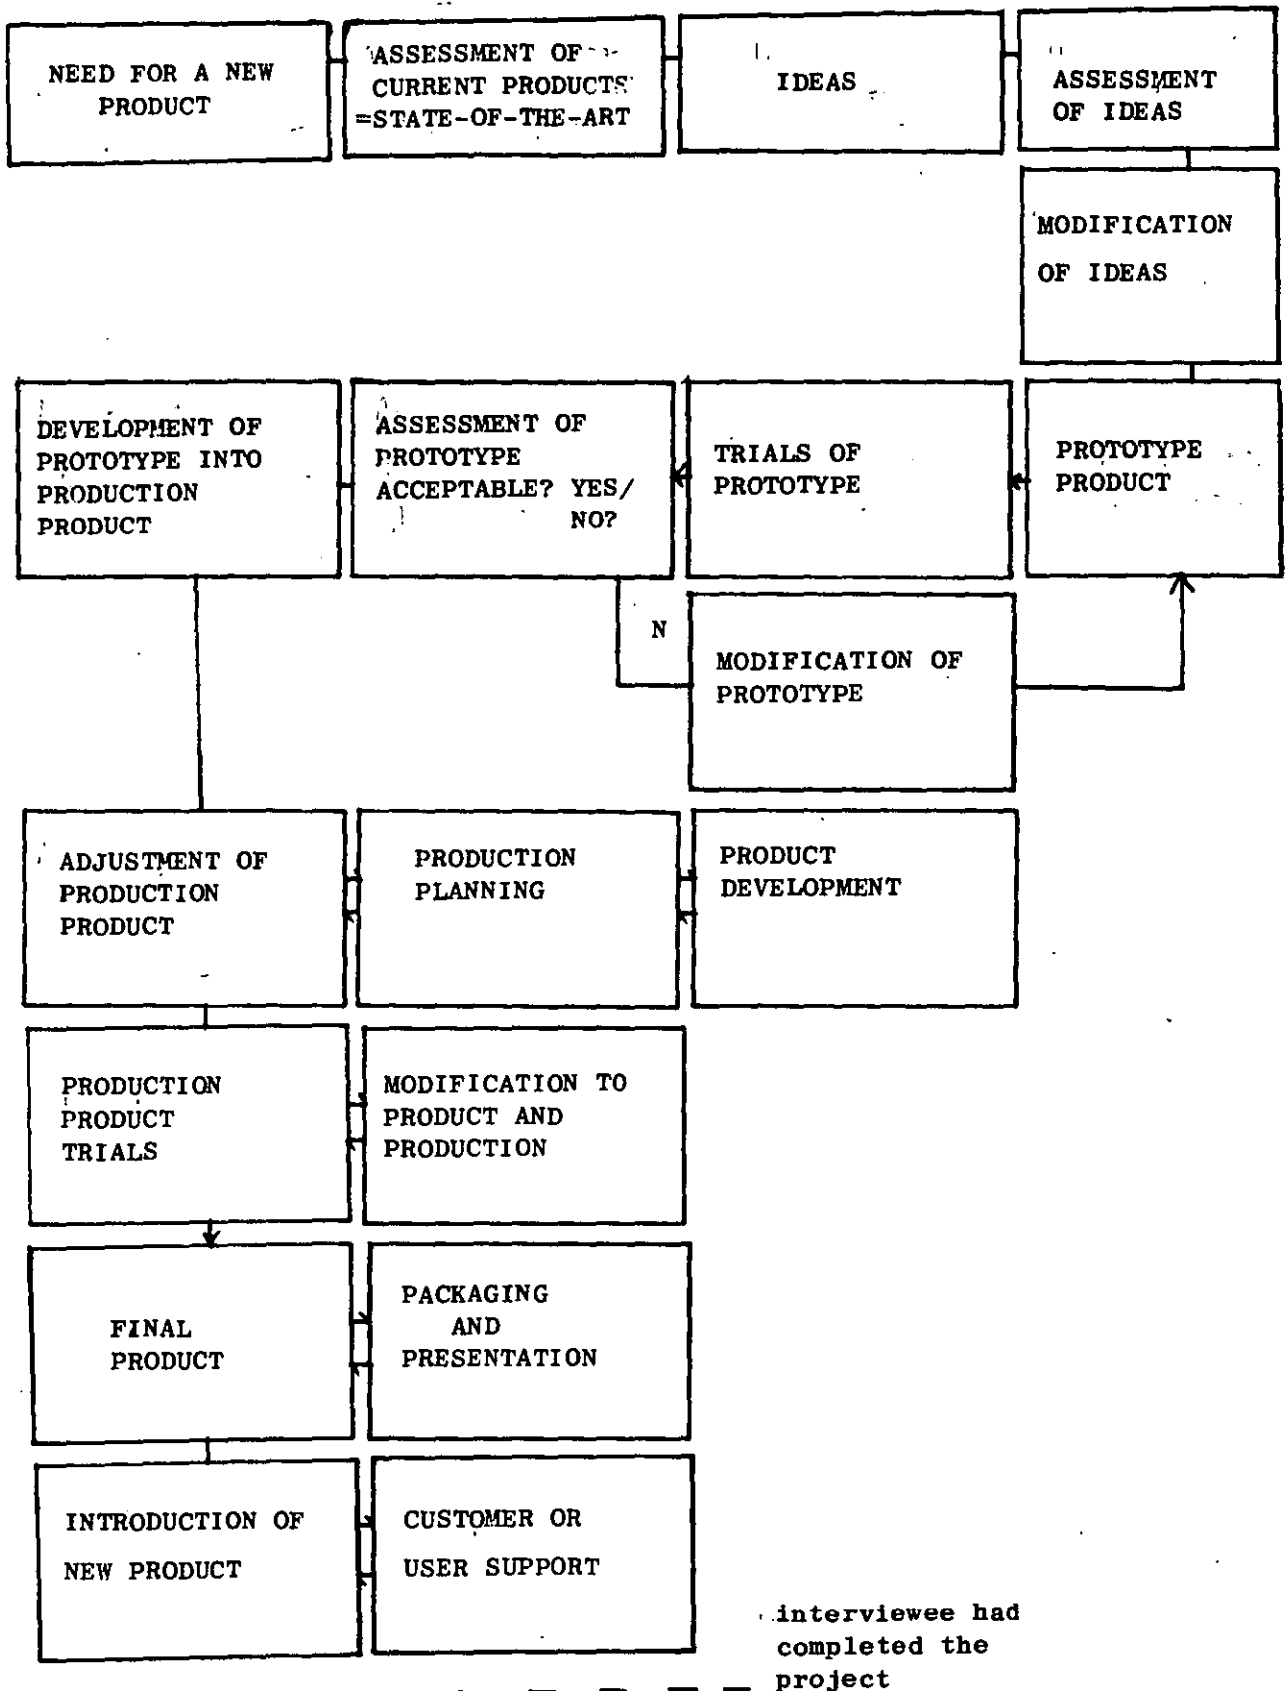 NEED FOR A NEW
PRODUCT
ASSESSMENT OF
CURRENT PRODUCTS
=STATE-OF-THE-ART
IDEAS
ASSESSMENT
OF IDEAS
MODIFICATION
OF IDEAS
DEVELOPMENT OF
PROTOTYPE INTO
PRODUCTION
PRODUCT
ASSESSMENT OF
PROTOTYPE
ACCEPTABLE? YES/
NO?
TRIALS OF
PROTOTYPE
PROTOTYPE
PRODUCT
N
MODIFICATION OF
PROTOTYPE
ADJUSTMENT OF
PRODUCTION
PRODUCT
PRODUCTION
PLANNING
PRODUCT
DEVELOPMENT
PRODUCTION
PRODUCT
TRIALS
MODIFICATION TO
PRODUCT AND
PRODUCTION
FINAL
PRODUCT
PACKAGING
AND
PRESENTATION
INTRODUCTION OF
NEW PRODUCT
CUSTOMER OR
USER SUPPORT
interviewee had
completed the
project